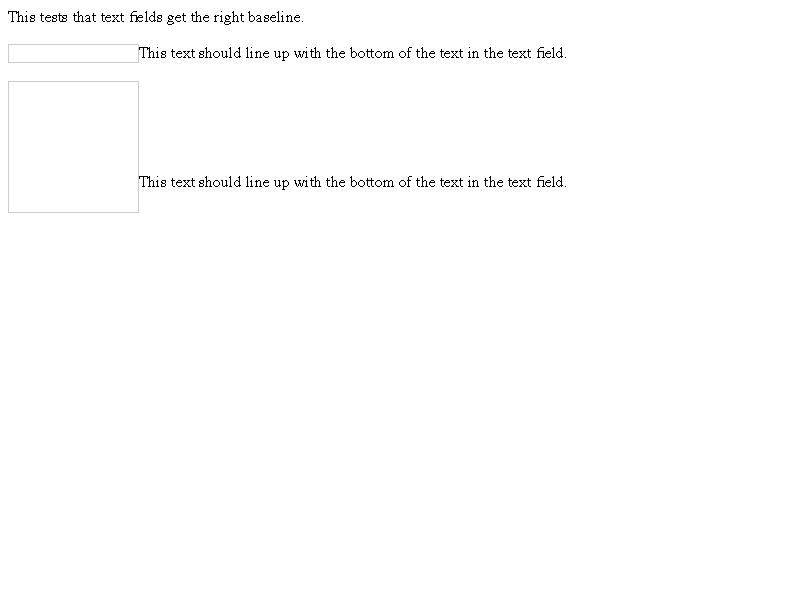 This tests that text fields get the right baseline.
This text should line up with the bottom of the text in the text field.
This text should line up with the bottom of the text in the text field.